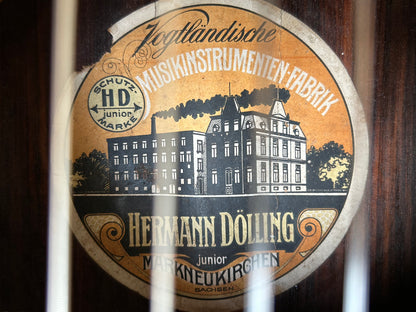 Vogtländische
MUSIKINSTRUMENTEN-FABRIK
SCHUTZ-
HD
junior
MARKE
HERMANN DÖLLING
junior
MARKNEUKIRCHEN
SACHSEN